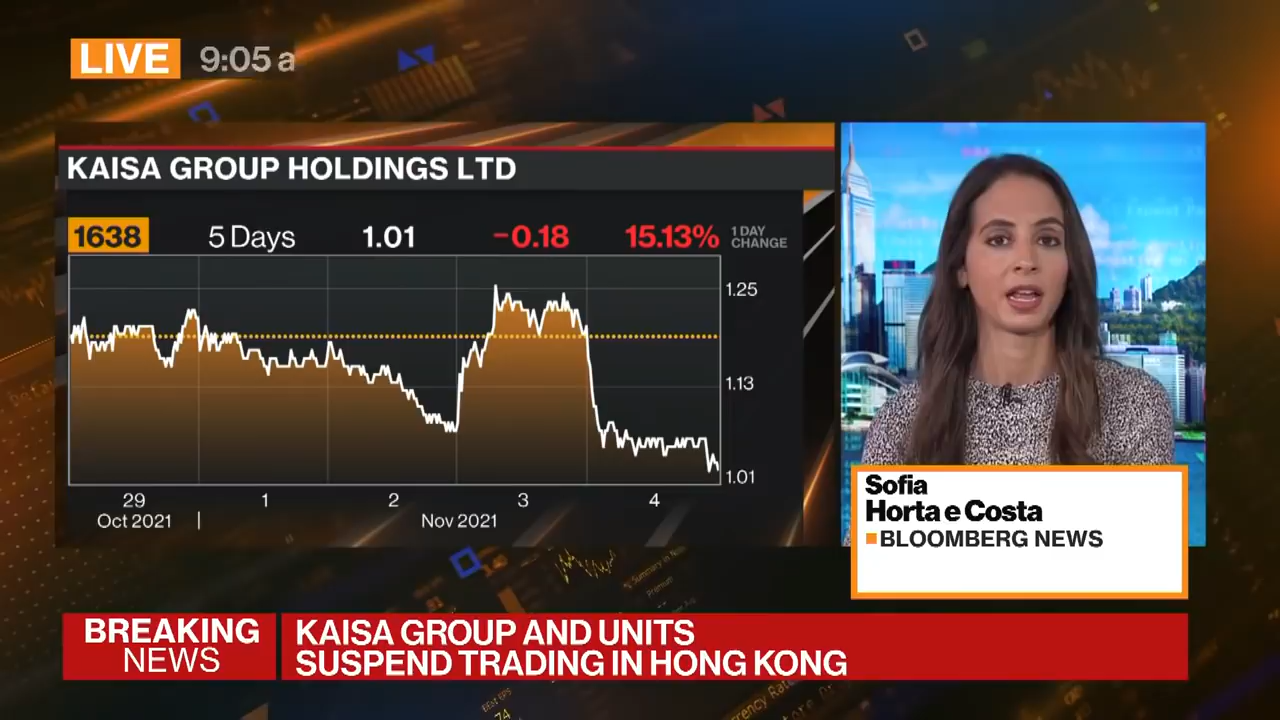 LIVE 9:05 a
KAISA GROUP HOLDINGS LTD
1638 5 Days 1.01 −0.18 15.13% 1 DAY
CHANGE
1.25
1.13
1.01
29 1 2 3 4
Oct 2021 Nov 2021
Sofia
Horta e Costa
BLOOMBERG NEWS
BREAKING
NEWS
KAISA GROUP AND UNITS
SUSPEND TRADING IN HONG KONG